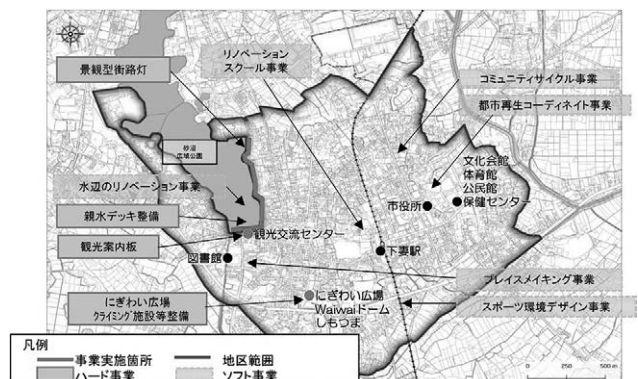 リノベーション
スクール事業
景観型街路灯
コミュニティサイクル事業
都市再生コーディネイト事業
砂沼
広域公園
文化会館
体育館
公民館
保健センター
水辺のリノベーション事業
市役所
親水デッキ整備
観光交流センター
観光案内板
図書館
下妻駅
プレイスメイキング事業
にぎわい広場
クライミング施設等整備
にぎわい広場
Waiwaiドーム
しもつま
スポーツ環境デザイン事業
凡例
事業実施箇所
地区範囲
ハード事業
ソフト事業
0 250 500 m